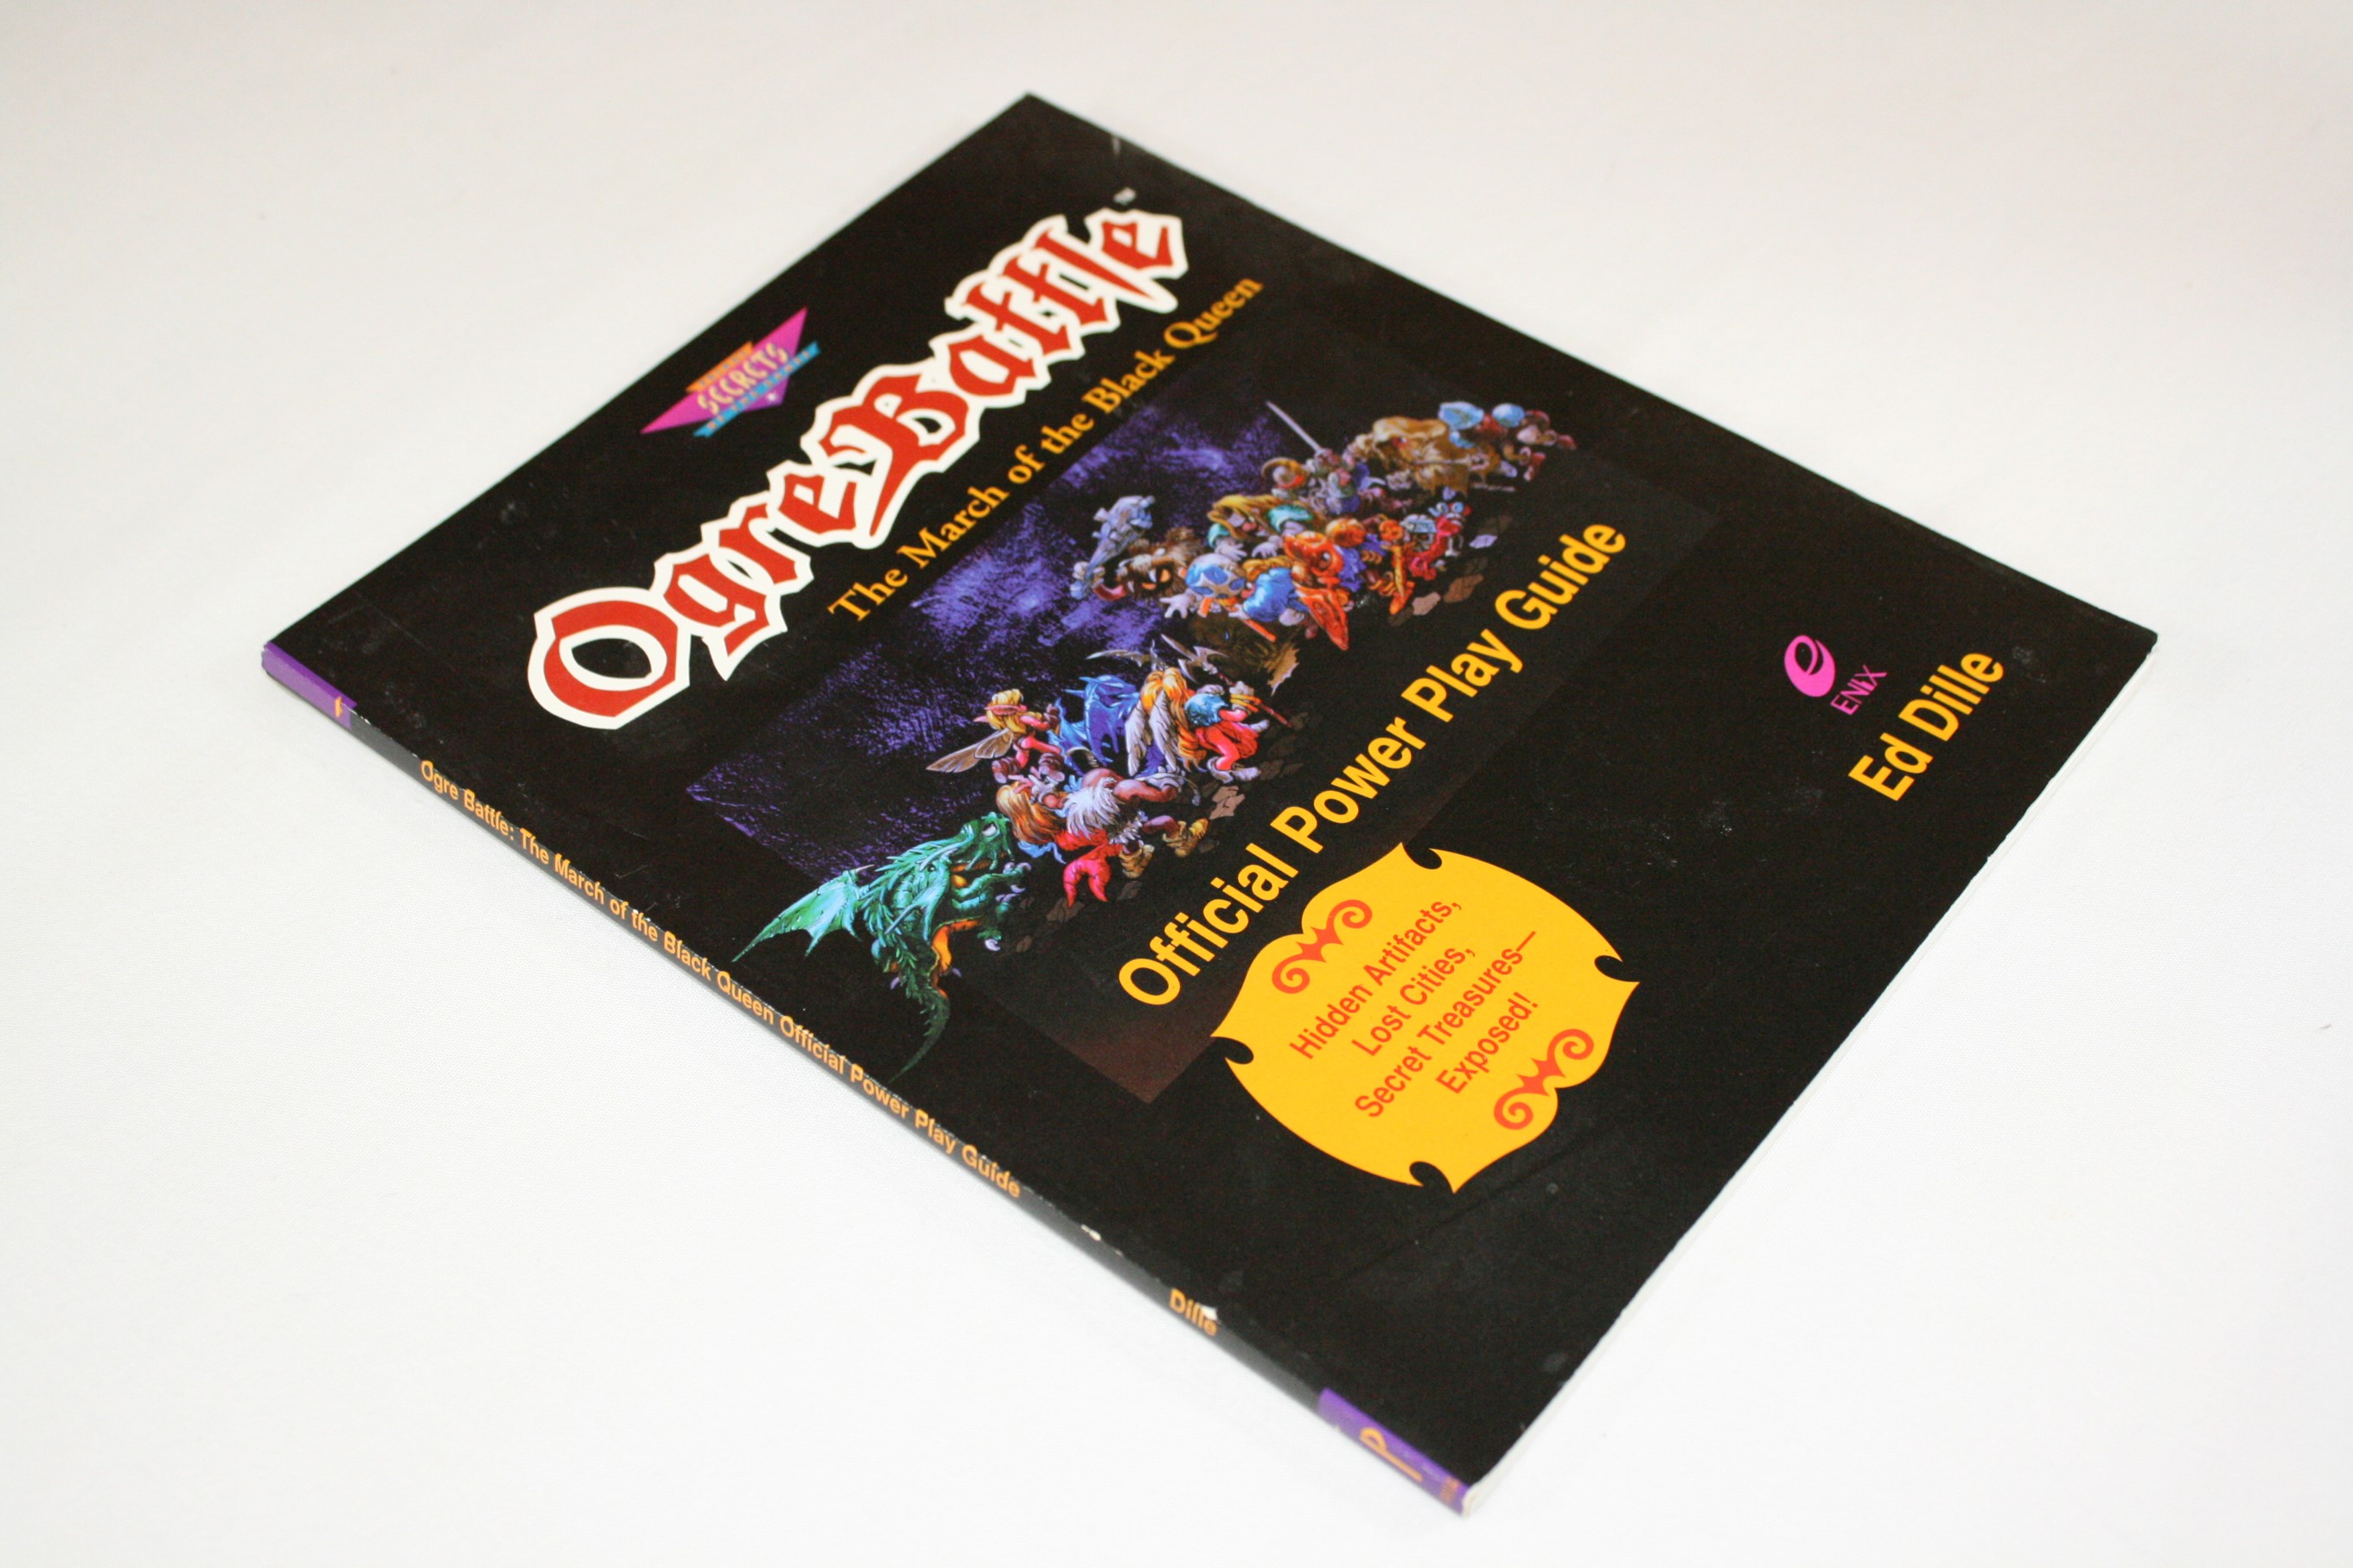 SECRETS
OgreBattle™
The March of the Black Queen
Official Power Play Guide
Hidden Artifacts,
Lost Cities,
Secret Treasures—
Exposed!
ENIX
Ed Dille
Ogre Battle: The March of the Black Queen Official Power Play Guide
Dille
P